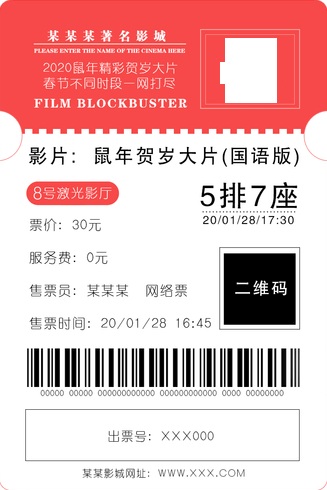 某某某著名影城
PLEASE ENTER THE NAME OF THE CINEMA HERE
2020鼠年精彩贺岁大片
春节不同时段一网打尽
FILM BLOCKBUSTER
影片：鼠年贺岁大片(国语版)
8号激光影厅
5排7座
20/01/28/17:30
票价：30元
服务费：0元
售票员：某某某 网络票
二维码
售票时间：20/01/28 16:45
00000 00000 000000000000 00000000000 0000 0000
出票号：XXX000
某某影城网址：WWW.XXX.COM